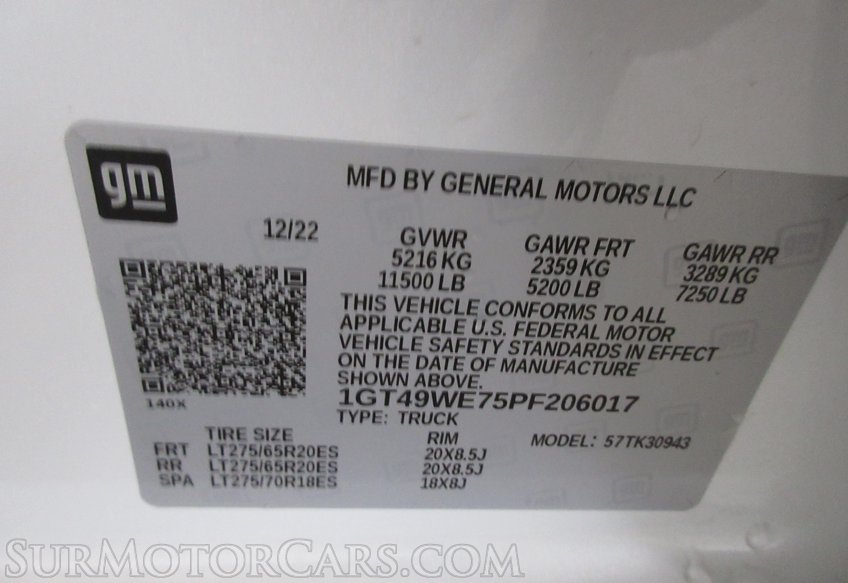 gm
MFD BY GENERAL MOTORS LLC
12/22
GVWR GAWR FRT GAWR RR
5216 KG 2359 KG 3289 KG
11500 LB 5200 LB 7250 LB
THIS VEHICLE CONFORMS TO ALL
APPLICABLE U.S. FEDERAL MOTOR
VEHICLE SAFETY STANDARDS IN EFFECT
ON THE DATE OF MANUFACTURE
SHOWN ABOVE.
140X
1GT49WE75PF206017
TYPE: TRUCK
TIRE SIZE RIM MODEL: 57TK30943
FRT LT275/65R20ES 20X8.5J
RR LT275/65R20ES 20X8.5J
SPA LT275/70R18ES 18X8J
SURMOTORCARS.COM